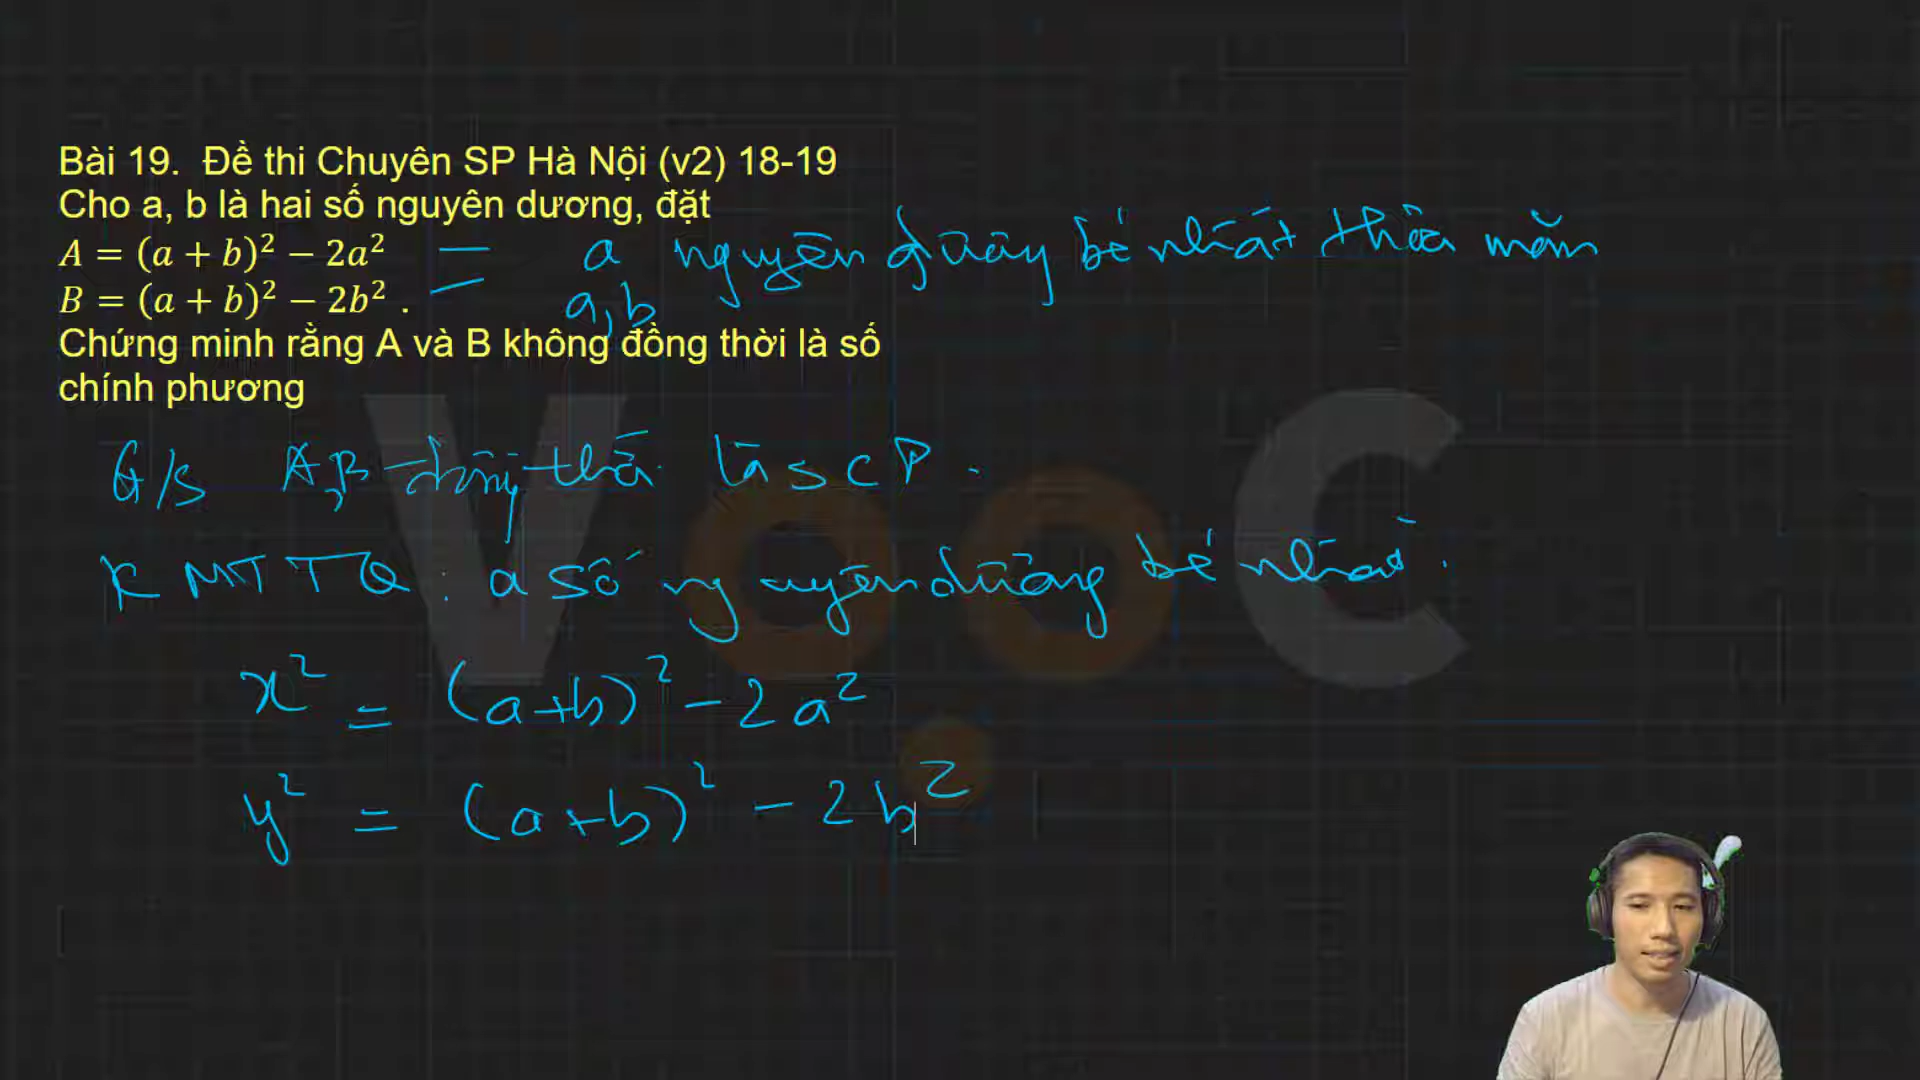 Bài 19. Đề thi Chuyên SP Hà Nội (v2) 18-19
Cho a, b là hai số nguyên dương, đặt
A = (a + b)² − 2a²
B = (a + b)² − 2b² .
a nguyên dương bé nhất thỏa mãn
a, b
Chứng minh rằng A và B không đồng thời là số
chính phương
G/s A, B đồng thời là SCP.
KMTTQ: a số nguyên dương bé nhất.
x² = (a+b)² − 2a²
y² = (a+b)² − 2b²
VOOC